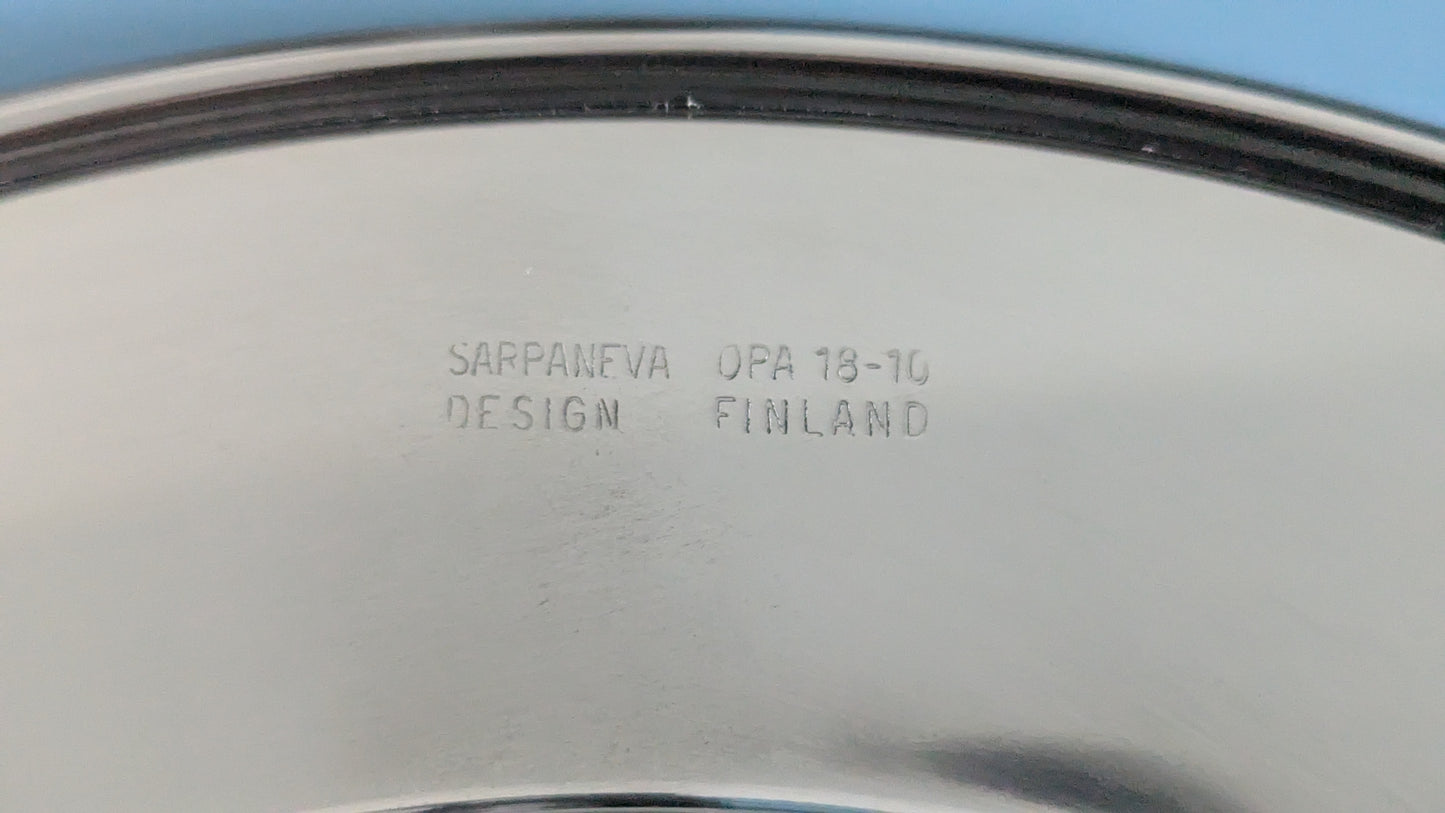 SARPANEVA OPA 18-10
DESIGN FINLAND